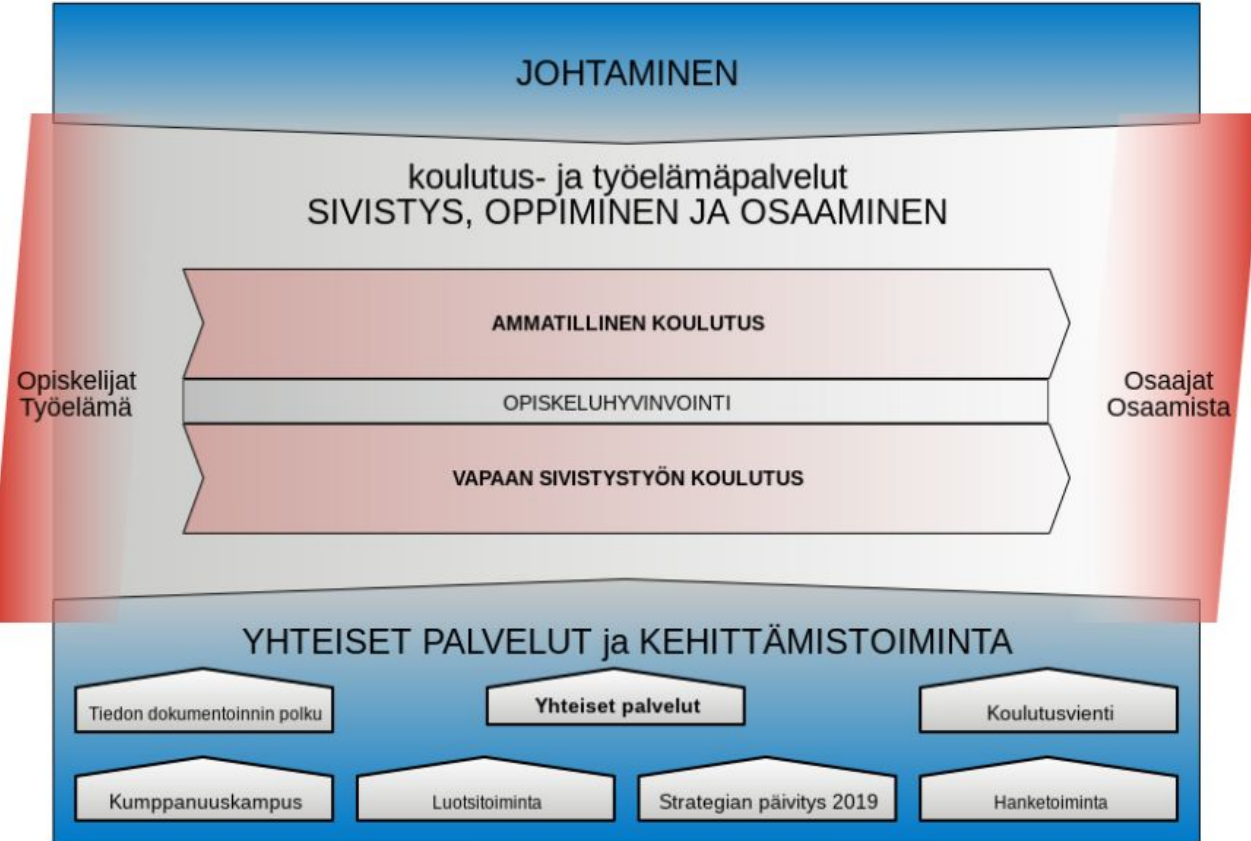 JOHTAMINEN
koulutus- ja työelämäpalvelut
SIVISTYS, OPPIMINEN JA OSAAMINEN
AMMATILLINEN KOULUTUS
Opiskelijat
Työelämä
OPISKELUHYVINVOINTI
Osaajat
Osaamista
VAPAAN SIVISTYSTYÖN KOULUTUS
YHTEISET PALVELUT ja KEHITTÄMISTOIMINTA
Tiedon dokumentoinnin polku
Yhteiset palvelut
Koulutusvienti
Kumppanuuskampus
Luotsitoiminta
Strategian päivitys 2019
Hanketoiminta